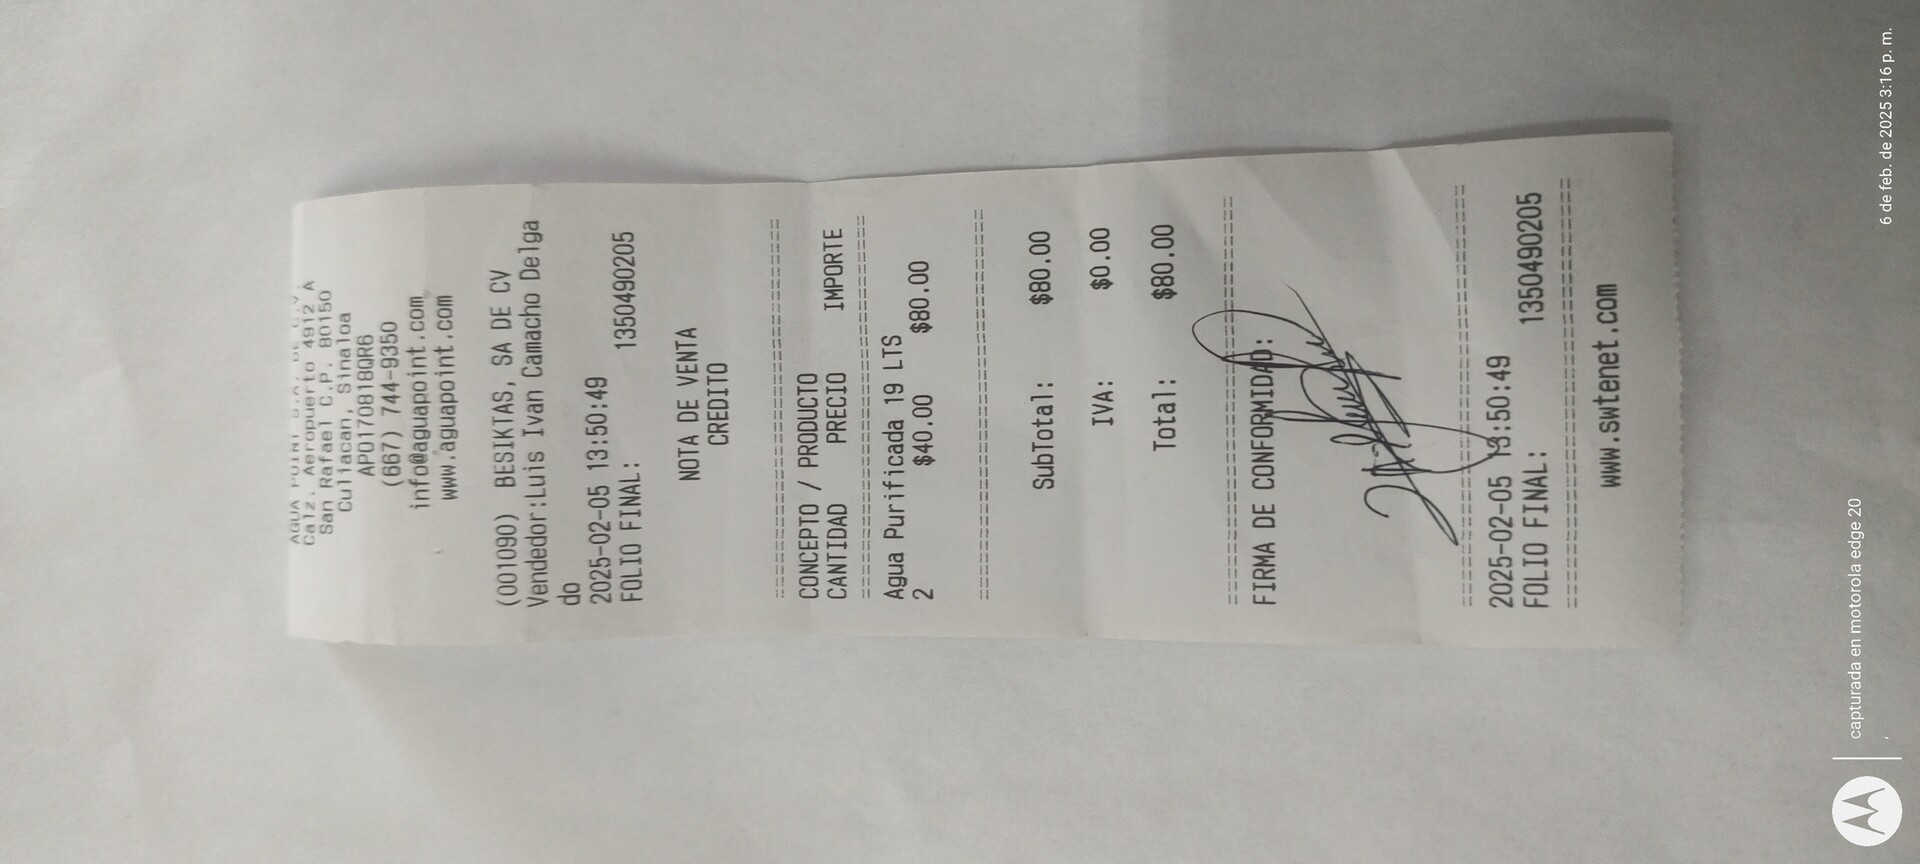 AGUA POINT S.A. DE C.V.
Calz. Aeropuerto 4912 A
San Rafael C.P. 80150
Culiacan, Sinaloa
APO170818QR6
(667) 744-9350
info@aguapoint.com
www.aguapoint.com
(001090) BESIKTAS, SA DE CV
Vendedor:Luis Ivan Camacho Delga
do
2025-02-05 13:50:49
FOLIO FINAL: 1350490205
NOTA DE VENTA
CREDITO
CONCEPTO / PRODUCTO
CANTIDAD PRECIO IMPORTE
Agua Purificada 19 LTS
2 $40.00 $80.00
SubTotal: $80.00
IVA: $0.00
Total: $80.00
FIRMA DE CONFORMIDAD:
2025-02-05 13:50:49
FOLIO FINAL: 1350490205
www.swtenet.com
capturada en motorola edge 20
6 de feb. de 2025 3:16 p. m.